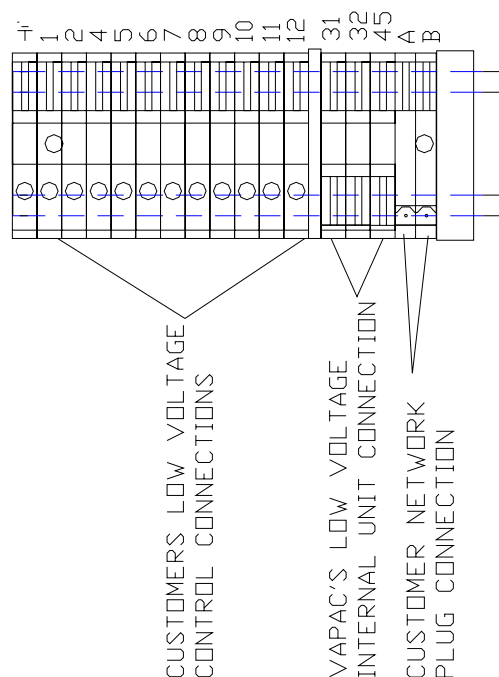 1
2
4
5
6
7
8
9
10
11
12
31
32
45
A
B
CUSTOMERS LOW VOLTAGE
CONTROL CONNECTIONS
VAPAC'S LOW VOLTAGE
INTERNAL UNIT CONNECTION
CUSTOMER NETWORK
PLUG CONNECTION